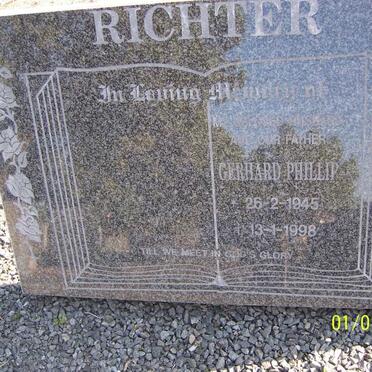 RICHTER
In Loving Memory of
FATHER
GERHARD PHILLIP
* 26-2-1945
† 13-1-1998
TILL WE MEET IN GOD'S GLORY
01/0